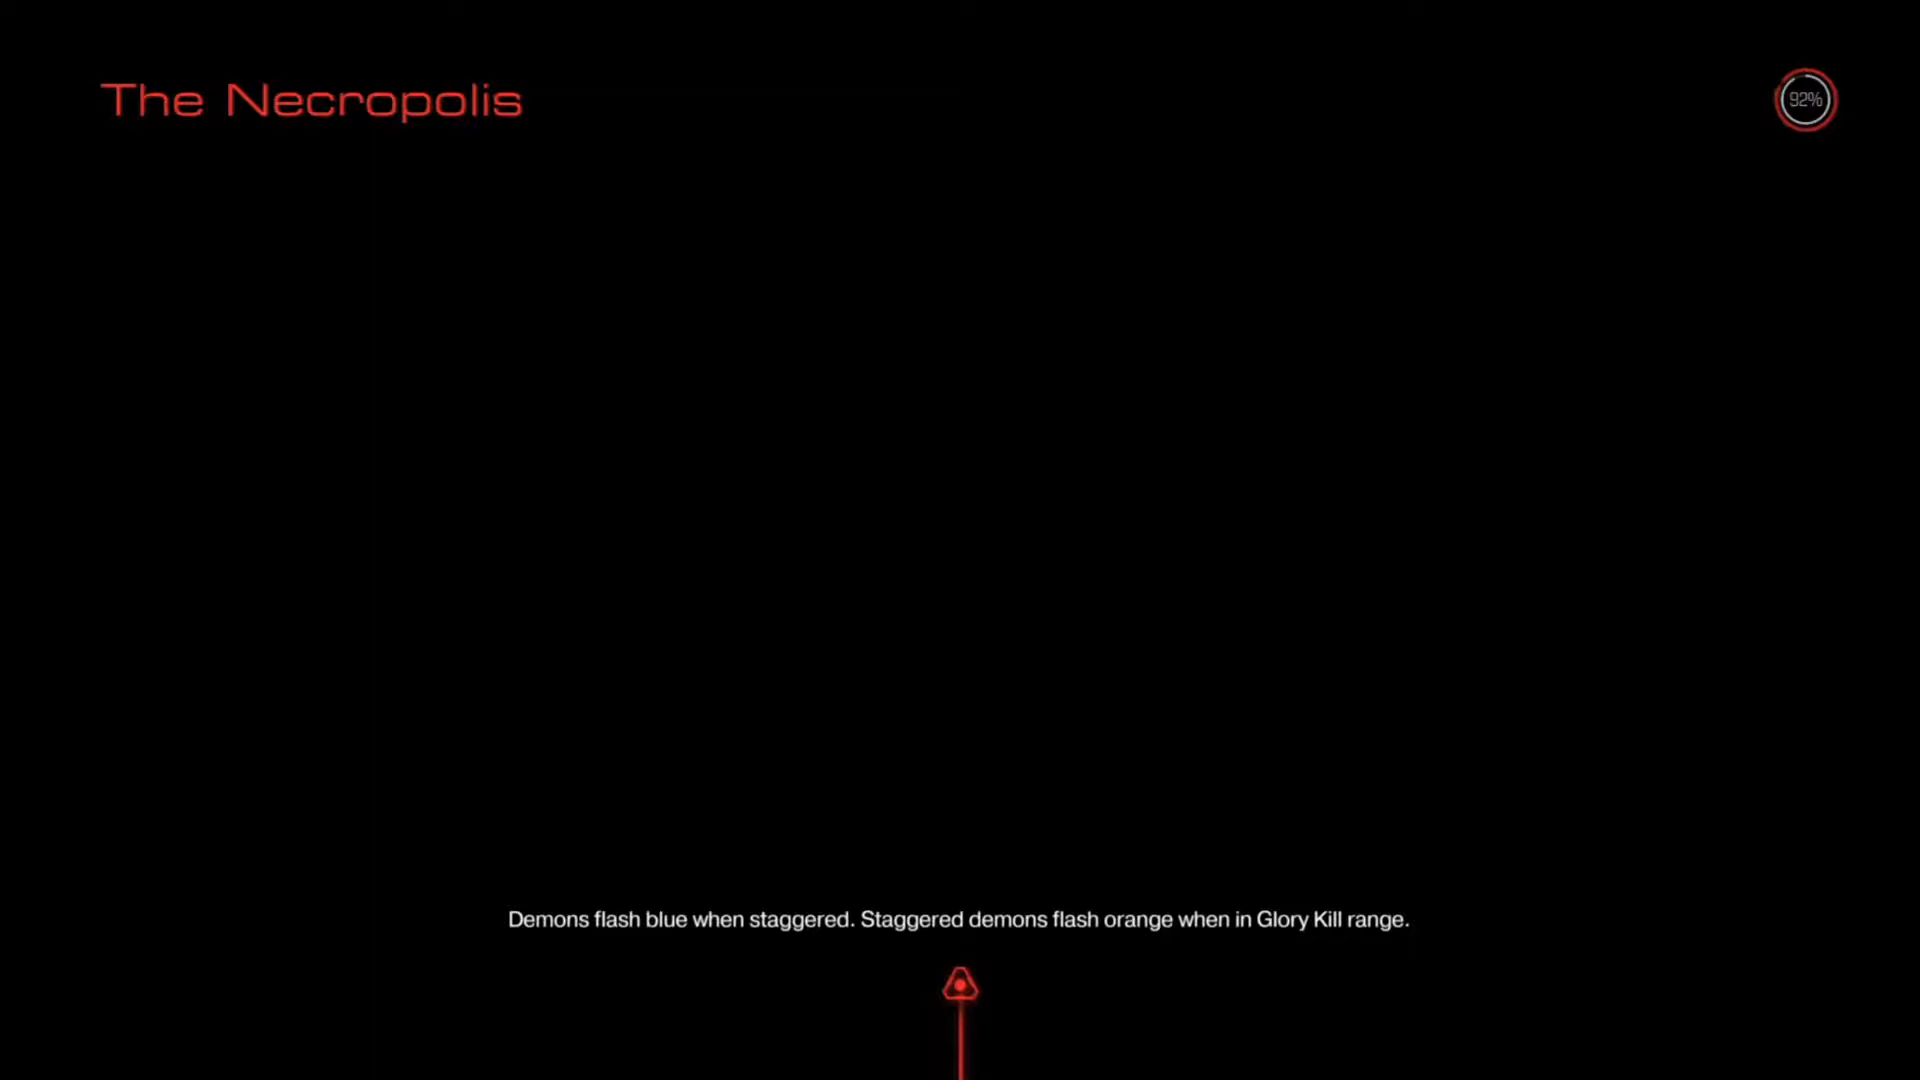 The Necropolis
92%
Demons flash blue when staggered. Staggered demons flash orange when in Glory Kill range.